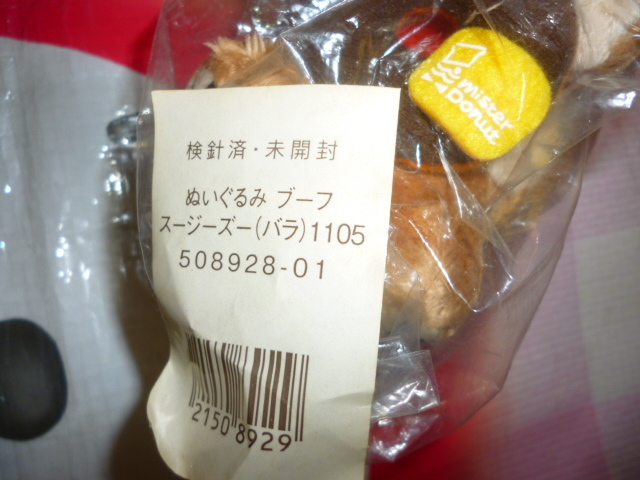 mister
Donut
検針済・未開封
ぬいぐるみ ブーフ
スージーズー(バラ)1105
508928-01
2150 8929